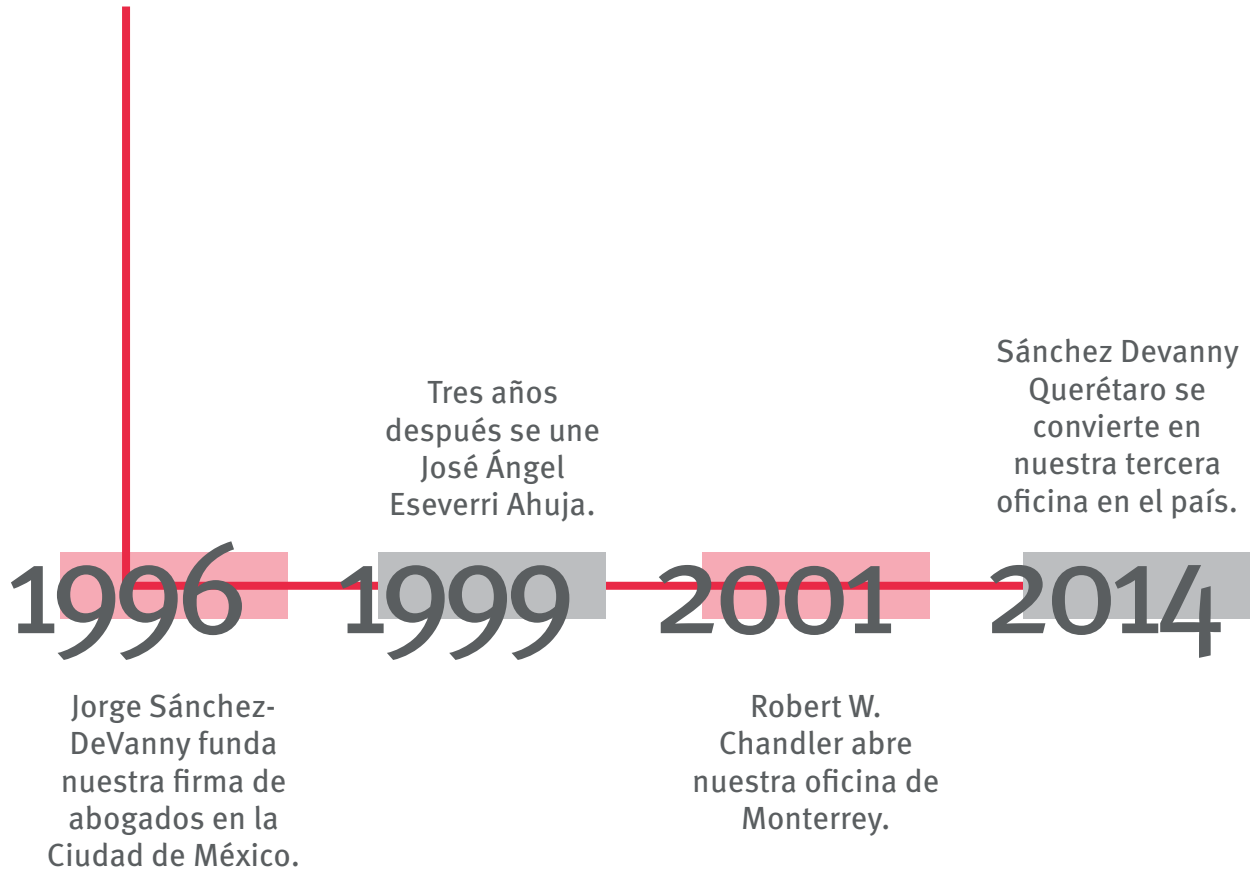 1996
Jorge Sánchez-
DeVanny funda
nuestra firma de
abogados en la
Ciudad de México.
Tres años
después se une
José Ángel
Eseverri Ahuja.
1999
2001
Robert W.
Chandler abre
nuestra oficina de
Monterrey.
Sánchez Devanny
Querétaro se
convierte en
nuestra tercera
oficina en el país.
2014